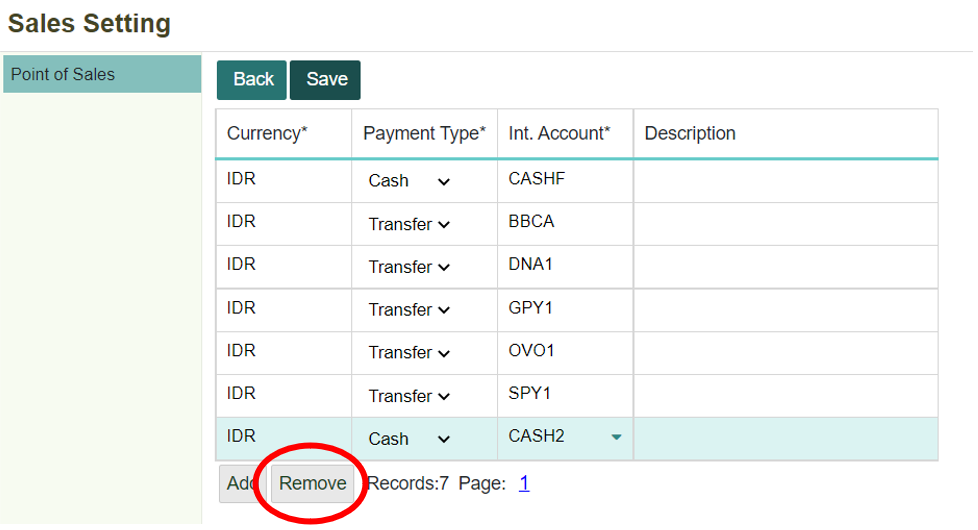 Sales Setting
Point of Sales
Back Save
Currency* Payment Type* Int. Account* Description
IDR Cash CASHF
IDR Transfer BBCA
IDR Transfer DNA1
IDR Transfer GPY1
IDR Transfer OVO1
IDR Transfer SPY1
IDR Cash CASH2
Add Remove Records:7 Page: 1